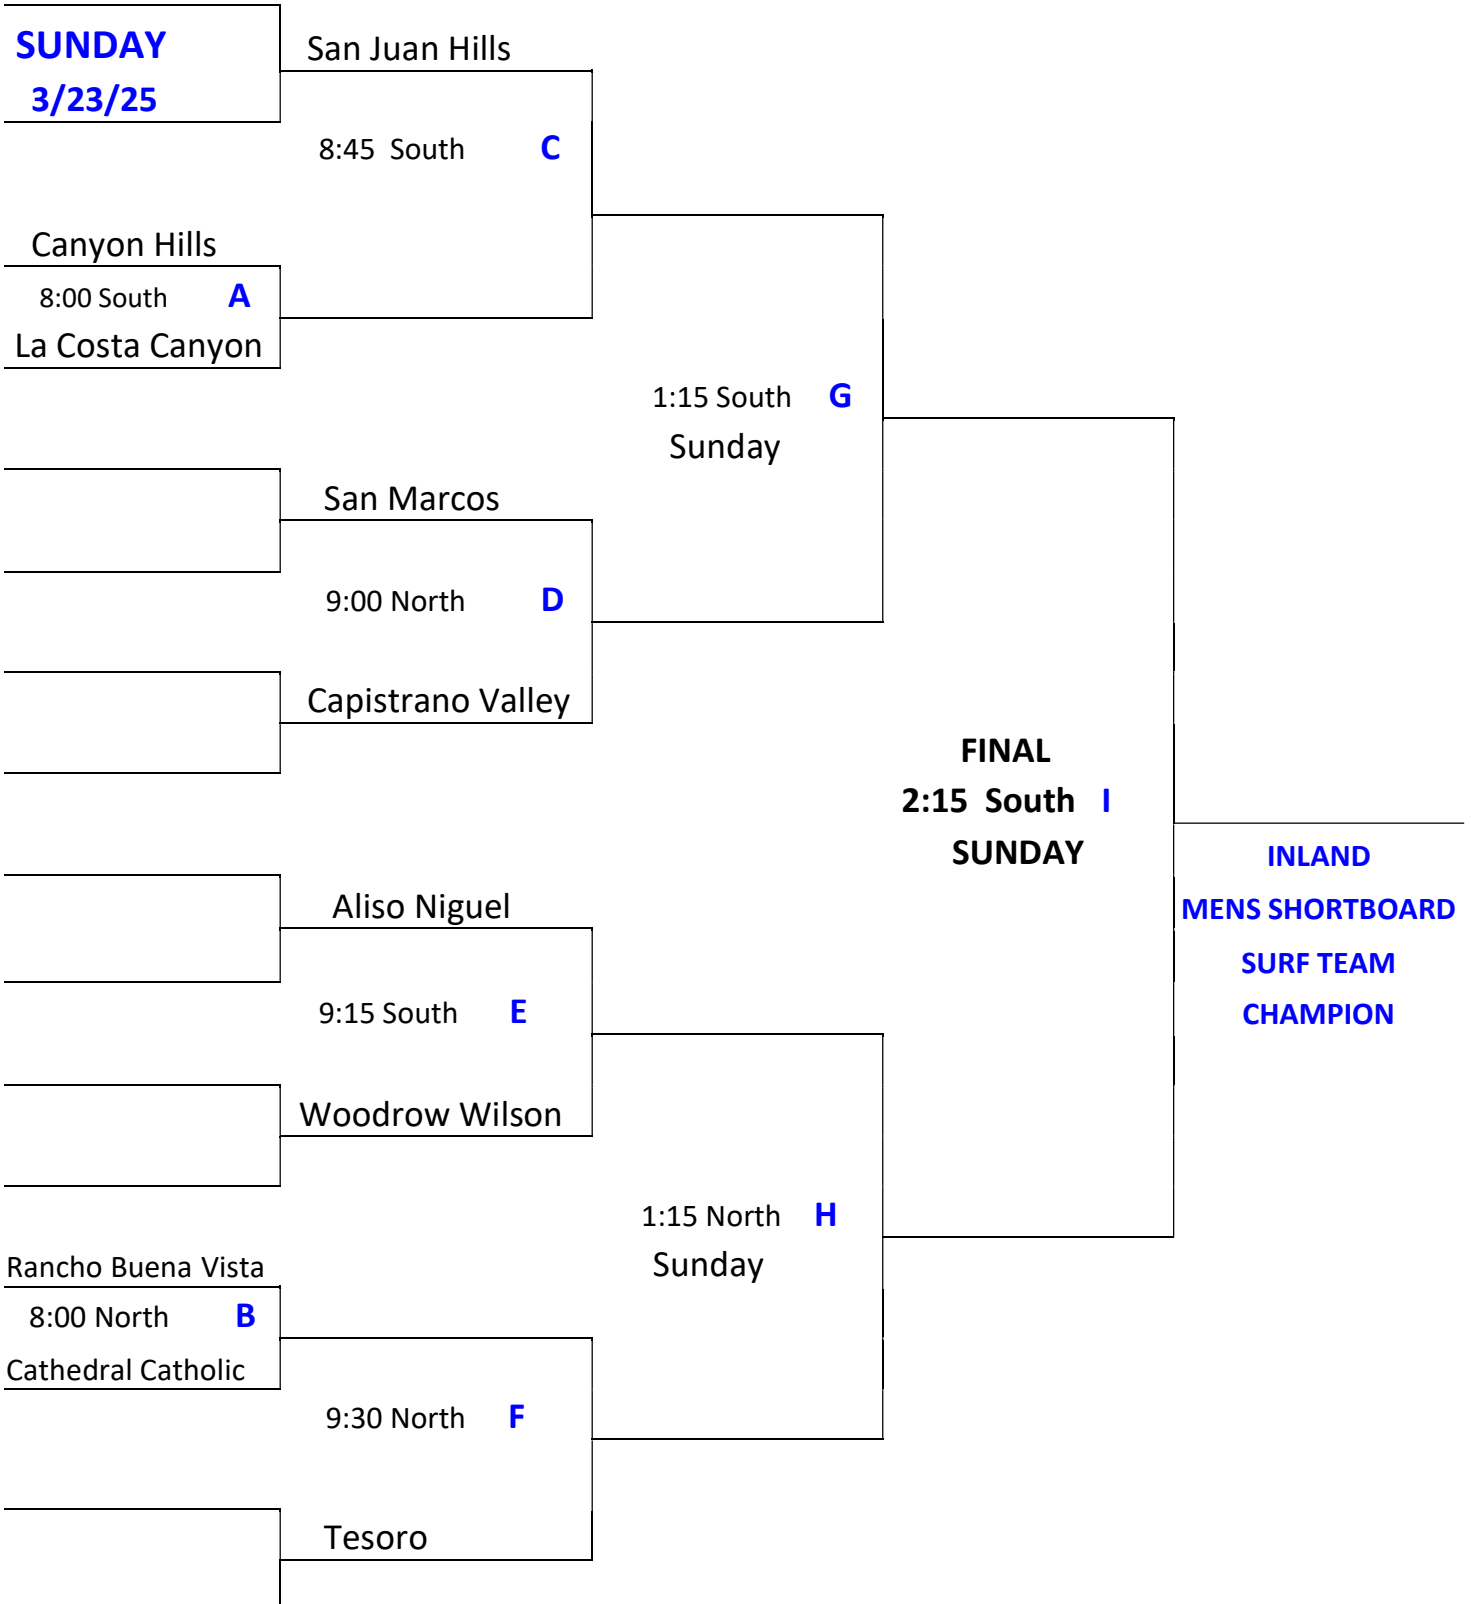 SUNDAY
3/23/25
San Juan Hills
8:45 South C
Canyon Hills
8:00 South A
La Costa Canyon
1:15 South G
Sunday
San Marcos
9:00 North D
Capistrano Valley
FINAL
2:15 South I
SUNDAY
INLAND
MENS SHORTBOARD
SURF TEAM
CHAMPION
Aliso Niguel
9:15 South E
Woodrow Wilson
1:15 North H
Sunday
Rancho Buena Vista
8:00 North B
Cathedral Catholic
9:30 North F
Tesoro